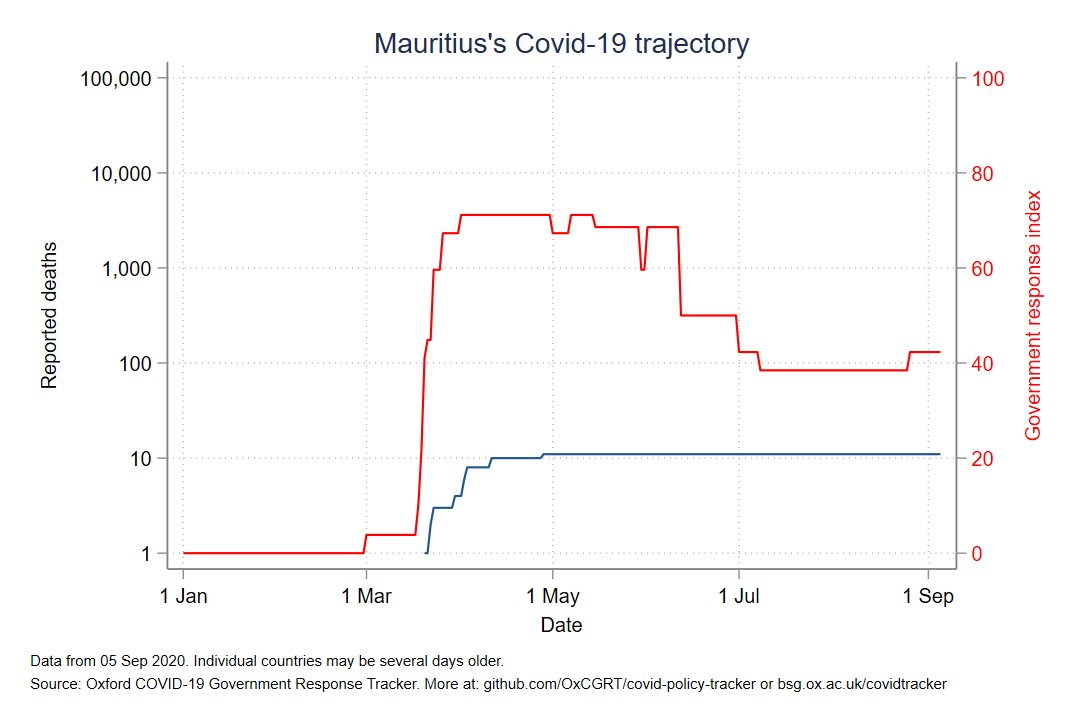 Mauritius's Covid-19 trajectory
100,000
10,000
1,000
100
10
1
Reported deaths
100
80
60
40
20
0
Government response index
1 Jan
1 Mar
1 May
1 Jul
1 Sep
Date
Data from 05 Sep 2020. Individual countries may be several days older.
Source: Oxford COVID-19 Government Response Tracker. More at: github.com/OxCGRT/covid-policy-tracker or bsg.ox.ac.uk/covidtracker